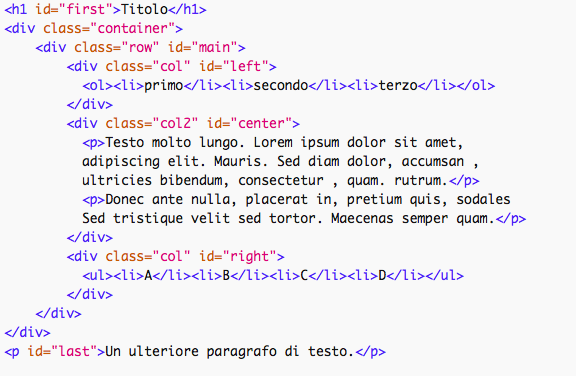 <h1 id="first">Titolo</h1>
<div class="container">
    <div class="row" id="main">
        <div class="col" id="left">
          <ol><li>primo</li><li>secondo</li><li>terzo</li></ol>
        </div>
        <div class="col2" id="center">
          <p>Testo molto lungo. Lorem ipsum dolor sit amet,
          adipiscing elit. Mauris. Sed diam dolor, accumsan ,
          ultricies bibendum, consectetur , quam. rutrum.</p>
          <p>Donec ante nulla, placerat in, pretium quis, sodales
          Sed tristique velit sed tortor. Maecenas semper quam.</p>
        </div>
        <div class="col" id="right">
          <ul><li>A</li><li>B</li><li>C</li><li>D</li></ul>
        </div>
    </div>
</div>
<p id="last">Un ulteriore paragrafo di testo.</p>